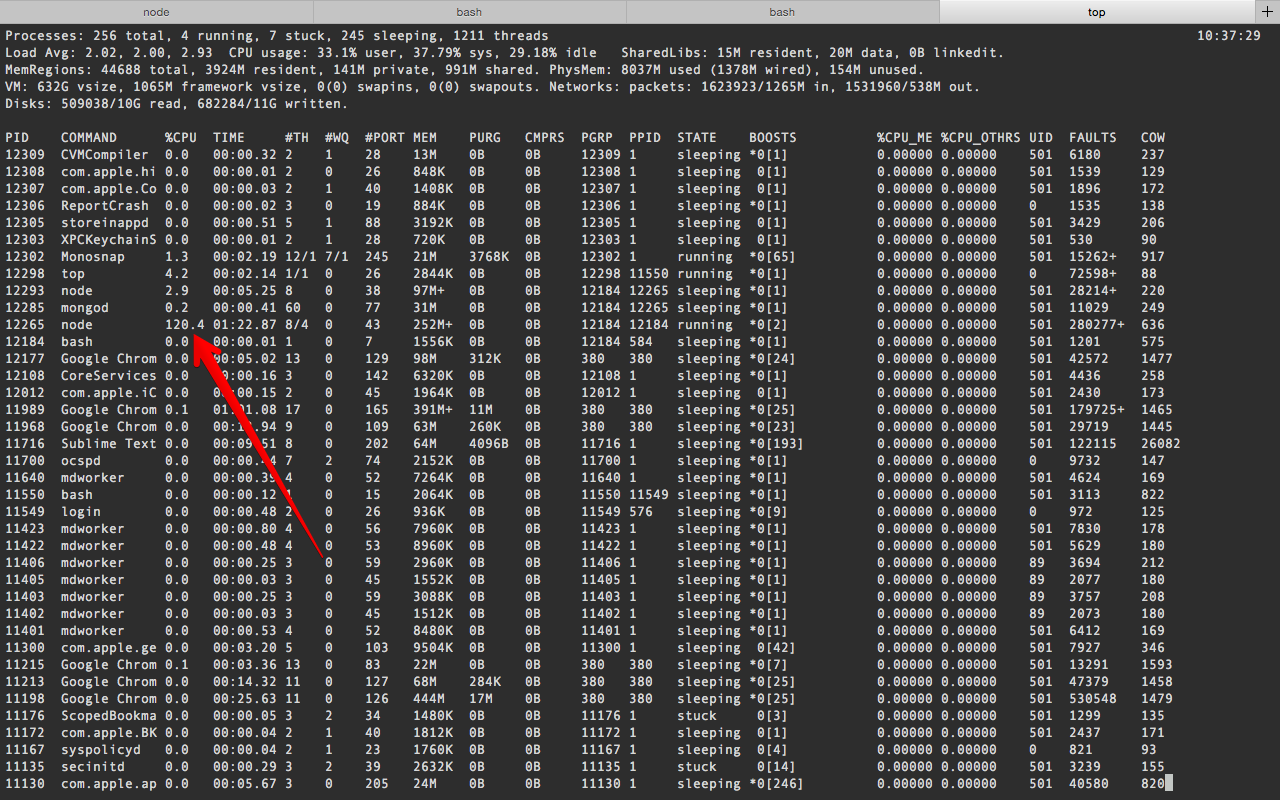 node bash bash top +
Processes: 256 total, 4 running, 7 stuck, 245 sleeping, 1211 threads 10:37:29
Load Avg: 2.02, 2.00, 2.93 CPU usage: 33.1% user, 37.79% sys, 29.18% idle SharedLibs: 15M resident, 20M data, 0B linkedit.
MemRegions: 44688 total, 3924M resident, 141M private, 991M shared. PhysMem: 8037M used (1378M wired), 154M unused.
VM: 632G vsize, 1065M framework vsize, 0(0) swapins, 0(0) swapouts. Networks: packets: 1623923/1265M in, 1531960/538M out.
Disks: 509038/10G read, 682284/11G written.
PID COMMAND %CPU TIME #TH #WQ #PORT MEM PURG CMPRS PGRP PPID STATE BOOSTS %CPU_ME %CPU_OTHRS UID FAULTS COW
12309 CVMCompiler 0.0 00:00.32 2 1 28 13M 0B 0B 12309 1 sleeping *0[1] 0.00000 0.00000 501 6180 237
12308 com.apple.hi 0.0 00:00.01 2 0 26 848K 0B 0B 12308 1 sleeping 0[1] 0.00000 0.00000 501 1539 129
12307 com.apple.Co 0.0 00:00.03 2 1 40 1408K 0B 0B 12307 1 sleeping 0[1] 0.00000 0.00000 501 1896 172
12306 ReportCrash 0.0 00:00.02 3 0 19 884K 0B 0B 12306 1 sleeping *0[1] 0.00000 0.00000 0 1535 138
12305 storeinappd 0.0 00:00.51 5 1 88 3192K 0B 0B 12305 1 sleeping 0[1] 0.00000 0.00000 501 3429 206
12303 XPCKeychainS 0.0 00:00.01 2 1 28 720K 0B 0B 12303 1 sleeping 0[1] 0.00000 0.00000 501 530 90
12302 Monosnap 1.3 00:02.19 12/1 7/1 245 21M 3768K 0B 12302 1 running *0[65] 0.00000 0.00000 501 15262+ 917
12298 top 4.2 00:02.14 1/1 0 26 2844K 0B 0B 12298 11550 running *0[1] 0.00000 0.00000 0 72598+ 88
12293 node 2.9 00:05.25 8 0 38 97M+ 0B 0B 12184 12265 sleeping *0[1] 0.00000 0.00000 501 28214+ 220
12285 mongod 0.2 00:00.41 60 0 77 31M 0B 0B 12184 12265 sleeping *0[1] 0.00000 0.00000 501 11029 249
12265 node 120.4 01:22.87 8/4 0 43 252M+ 0B 0B 12184 12184 running *0[2] 0.00000 0.00000 501 280277+ 636
12184 bash 0.0 00:00.01 1 0 7 1556K 0B 0B 12184 584 sleeping *0[1] 0.00000 0.00000 501 1201 575
12177 Google Chrom 0.0 00:05.02 13 0 129 98M 312K 0B 380 380 sleeping *0[24] 0.00000 0.00000 501 42572 1477
12108 CoreServices 0.0 00:00.16 3 0 142 6320K 0B 0B 12108 1 sleeping *0[1] 0.00000 0.00000 501 4436 258
12012 com.apple.iC 0.0 00:00.15 2 0 45 1964K 0B 0B 12012 1 sleeping *0[1] 0.00000 0.00000 501 2430 173
11989 Google Chrom 0.1 01:01.08 17 0 165 391M+ 11M 0B 380 380 sleeping *0[25] 0.00000 0.00000 501 179725+ 1465
11968 Google Chrom 0.0 .94 9 0 109 63M 260K 0B 380 380 sleeping *0[23] 0.00000 0.00000 501 29719 1445
11716 Sublime Text 0.0 .51 8 0 202 64M 4096B 0B 11716 1 sleeping *0[193] 0.00000 0.00000 501 122115 26082
11700 ocspd 0.0 00:00. 7 2 74 2152K 0B 0B 11700 1 sleeping *0[1] 0.00000 0.00000 0 9732 147
11640 mdworker 0.0 00:00.39 4 0 52 7264K 0B 0B 11640 1 sleeping *0[1] 0.00000 0.00000 501 4624 169
11550 bash 0.0 00:00.12 1 0 15 2064K 0B 0B 11550 11549 sleeping *0[1] 0.00000 0.00000 501 3113 822
11549 login 0.0 00:00.48 2 0 26 936K 0B 0B 11549 576 sleeping *0[9] 0.00000 0.00000 0 972 125
11423 mdworker 0.0 00:00.80 4 0 56 7960K 0B 0B 11423 1 sleeping *0[1] 0.00000 0.00000 501 7830 178
11422 mdworker 0.0 00:00.48 4 0 53 8960K 0B 0B 11422 1 sleeping *0[1] 0.00000 0.00000 501 5629 180
11406 mdworker 0.0 00:00.25 3 0 59 2960K 0B 0B 11406 1 sleeping *0[1] 0.00000 0.00000 89 3694 212
11405 mdworker 0.0 00:00.03 3 0 45 1552K 0B 0B 11405 1 sleeping *0[1] 0.00000 0.00000 89 2077 180
11403 mdworker 0.0 00:00.25 3 0 59 3088K 0B 0B 11403 1 sleeping *0[1] 0.00000 0.00000 89 3757 208
11402 mdworker 0.0 00:00.03 3 0 45 1512K 0B 0B 11402 1 sleeping *0[1] 0.00000 0.00000 89 2073 180
11401 mdworker 0.0 00:00.53 4 0 52 8480K 0B 0B 11401 1 sleeping *0[1] 0.00000 0.00000 501 6412 169
11300 com.apple.ge 0.0 00:03.20 5 0 103 9504K 0B 0B 11300 1 sleeping 0[42] 0.00000 0.00000 501 7927 346
11215 Google Chrom 0.1 00:03.36 13 0 83 22M 0B 0B 380 380 sleeping *0[7] 0.00000 0.00000 501 13291 1593
11213 Google Chrom 0.0 00:14.32 11 0 127 68M 284K 0B 380 380 sleeping *0[25] 0.00000 0.00000 501 47379 1458
11198 Google Chrom 0.0 00:25.63 11 0 126 444M 17M 0B 380 380 sleeping *0[25] 0.00000 0.00000 501 530548 1479
11176 ScopedBookma 0.0 00:00.05 3 2 34 1480K 0B 0B 11176 1 stuck 0[3] 0.00000 0.00000 501 1299 135
11172 com.apple.BK 0.0 00:00.04 2 1 40 1812K 0B 0B 11172 1 sleeping 0[1] 0.00000 0.00000 501 2437 171
11167 syspolicyd 0.0 00:00.04 2 1 23 1760K 0B 0B 11167 1 sleeping 0[4] 0.00000 0.00000 0 821 93
11135 secinitd 0.0 00:00.29 3 2 39 2632K 0B 0B 11135 1 stuck 0[14] 0.00000 0.00000 501 3239 155
11130 com.apple.ap 0.0 00:05.67 3 0 205 24M 0B 0B 11130 1 sleeping *0[246] 0.00000 0.00000 501 40580 820